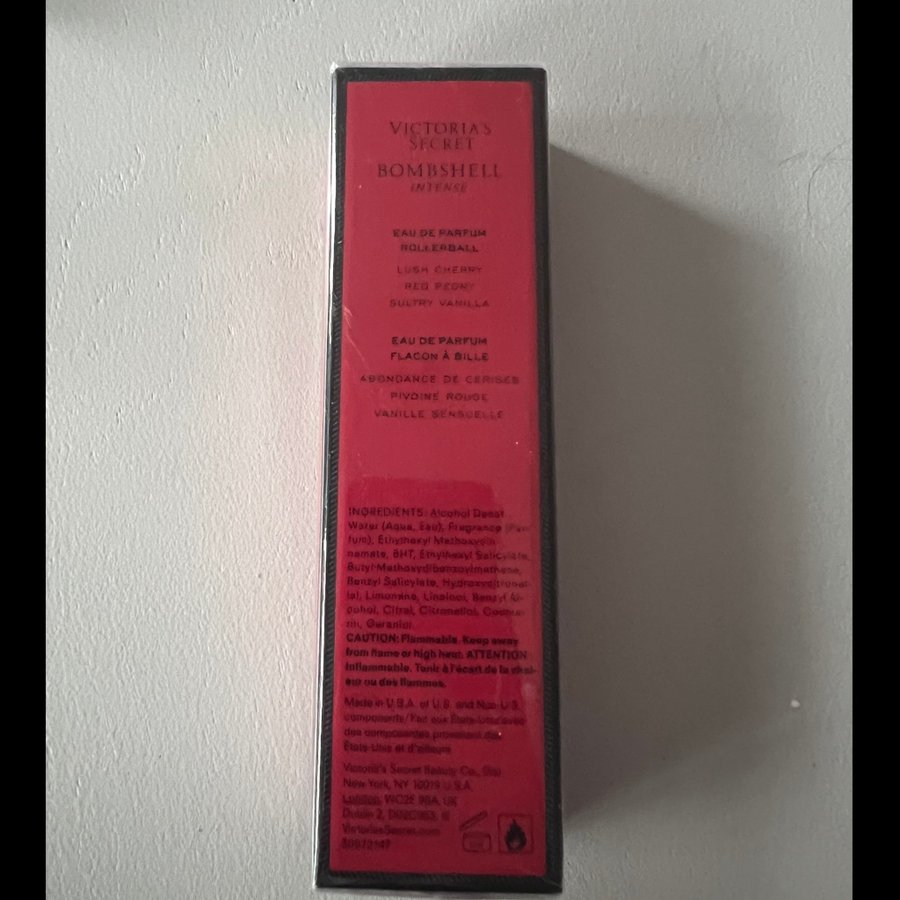 VICTORIA'S
SECRET
BOMBSHELL
INTENSE
EAU DE PARFUM
ROLLERBALL
LUSH CHERRY
RED PEONY
SULTRY VANILLA
EAU DE PARFUM
FLACON À BILLE
ABONDANCE DE CERISES
PIVOINE ROUGE
VANILLE SENSUELLE
INGREDIENTS: Alcohol Denat.,
Water (Aqua, Eau), Fragrance (Par-
fum), Ethylhexyl Methoxycin-
namate, BHT, Ethylhexyl Salicylate,
Butyl Methoxydibenzoylmethane,
Benzyl Salicylate, Hydroxycitronel-
lal, Limonene, Linalool, Benzyl Al-
cohol, Citral, Citronellol, Couma-
rin, Geraniol.
CAUTION: Flammable. Keep away
from flame or high heat. ATTENTION
Inflammable. Tenir à l'écart de la chal-
eur ou des flammes.
Made in U.S.A. of U.S. and Non-U.S.
components/Fait aux États-Unis avec
des composantes provenant des
États-Unis et d'ailleurs
Victoria's Secret Beauty Co., Dist.
New York, NY 10019 U.S.A.
London, WC2E 9DA, UK
Dublin 2, IE
VictoriasSecret.com